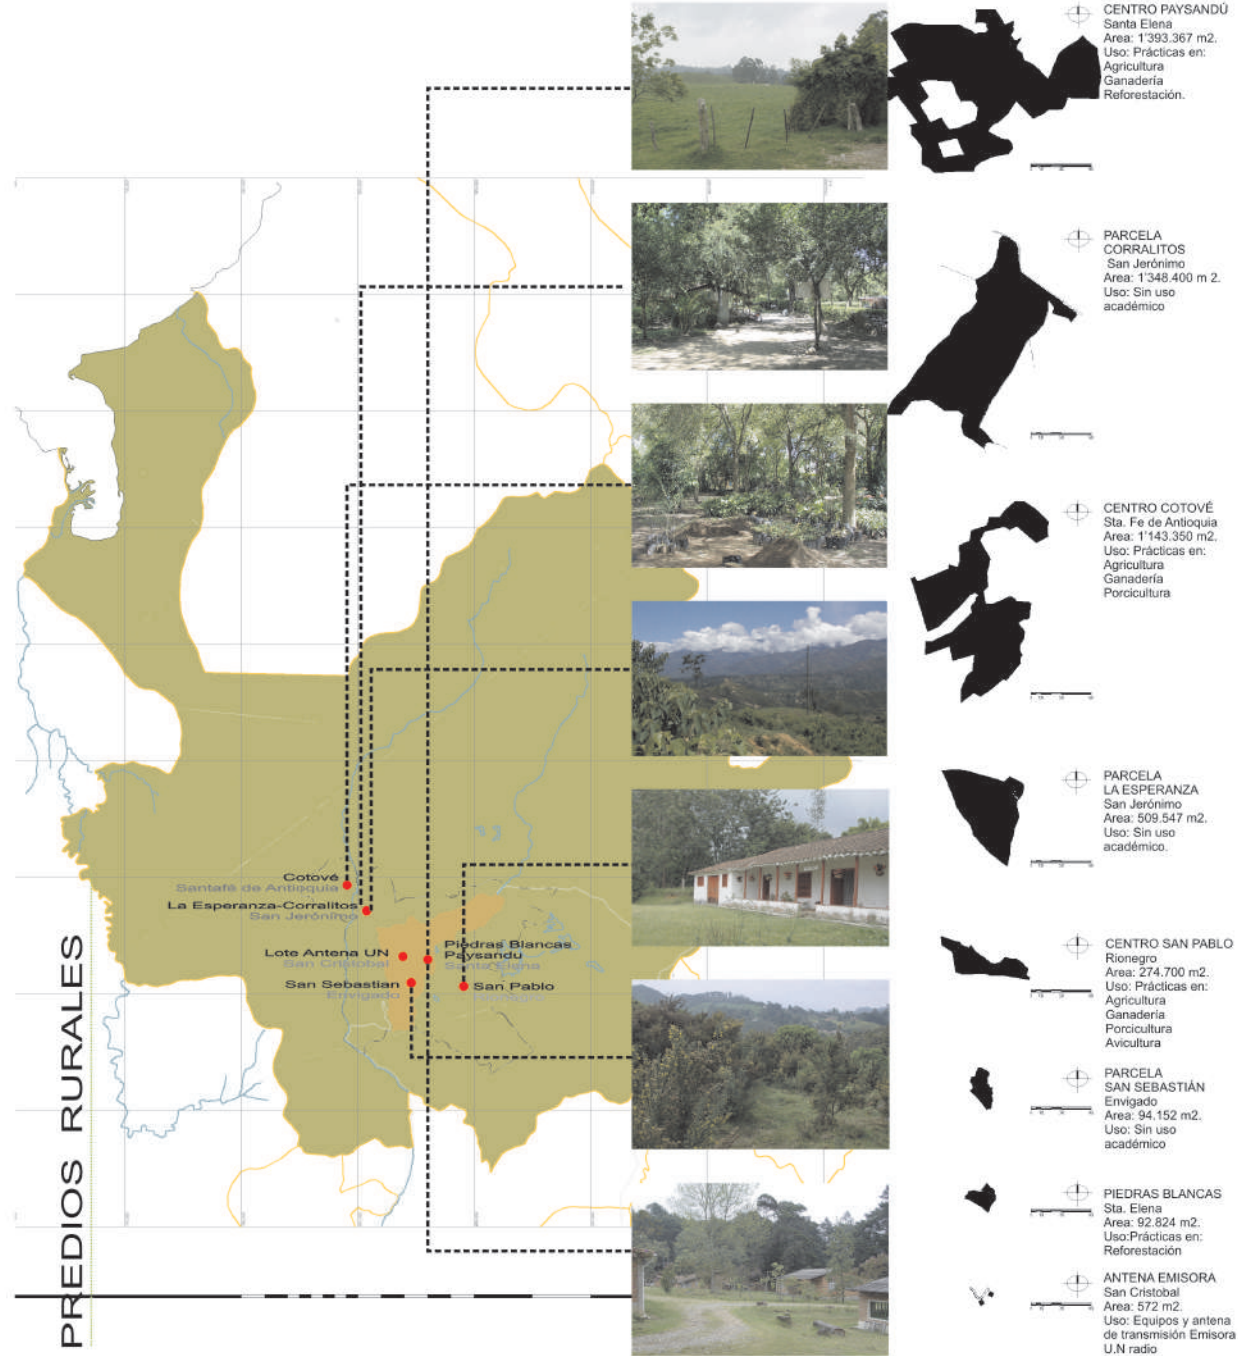 CENTRO PAYSANDÚ
Santa Elena
Area: 1'393.367 m2.
Uso: Prácticas en:
Agricultura
Ganadería
Reforestación.
PARCELA
CORRALITOS
San Jerónimo
Area: 1'348.400 m 2.
Uso: Sin uso
académico
CENTRO COTOVÉ
Sta. Fe de Antioquia
Area: 1'143.350 m2.
Uso: Prácticas en:
Agricultura
Ganadería
Porcicultura
PARCELA
LA ESPERANZA
San Jerónimo
Area: 509.547 m2.
Uso: Sin uso
académico.
CENTRO SAN PABLO
Rionegro
Area: 274.700 m2.
Uso: Prácticas en:
Agricultura
Ganadería
Porcicultura
Avicultura
PARCELA
SAN SEBASTIÁN
Envigado
Area: 94.152 m2.
Uso: Sin uso
académico
PIEDRAS BLANCAS
Sta. Elena
Area: 92.824 m2.
Uso:Prácticas en:
Reforestación
ANTENA EMISORA
San Cristobal
Area: 572 m2.
Uso: Equipos y antena
de transmisión Emisora
U.N radio
Cotové
Santafé de Antioquia
La Esperanza-Corralitos
San Jerónimo
Lote Antena UN
San Cristobal
Piedras Blancas
Paysandu
Santa Elena
San Sebastian
Envigado
San Pablo
Rionegro
PREDIOS RURALES